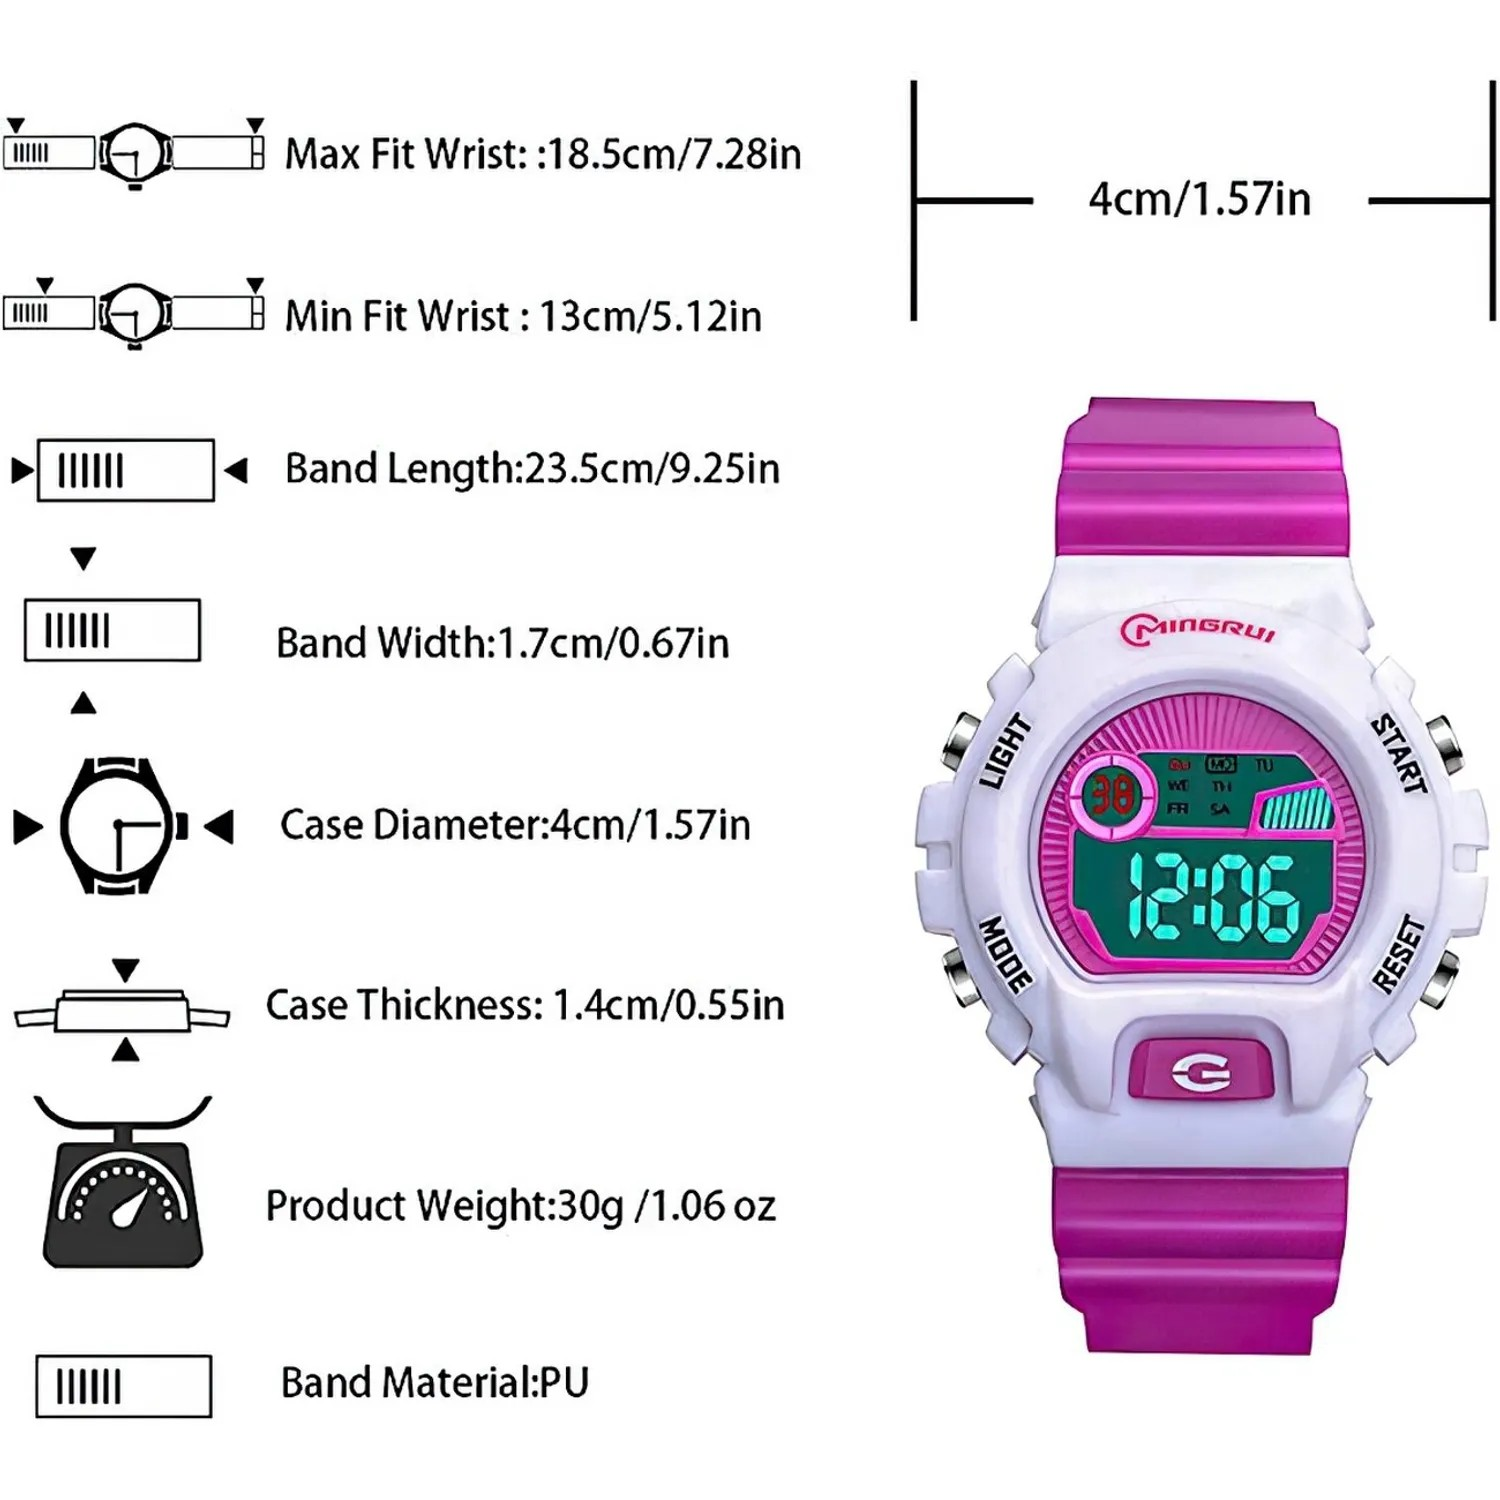 Max Fit Wrist: :18.5cm/7.28in
4cm/1.57in
Min Fit Wrist : 13cm/5.12in
Band Length:23.5cm/9.25in
Band Width:1.7cm/0.67in
Case Diameter:4cm/1.57in
Case Thickness: 1.4cm/0.55in
Product Weight:30g /1.06 oz
Band Material:PU
MINGRUI
LIGHT
START
SU MO TU
38
WE TH
FR SA
12:06
MODE
RESET
G